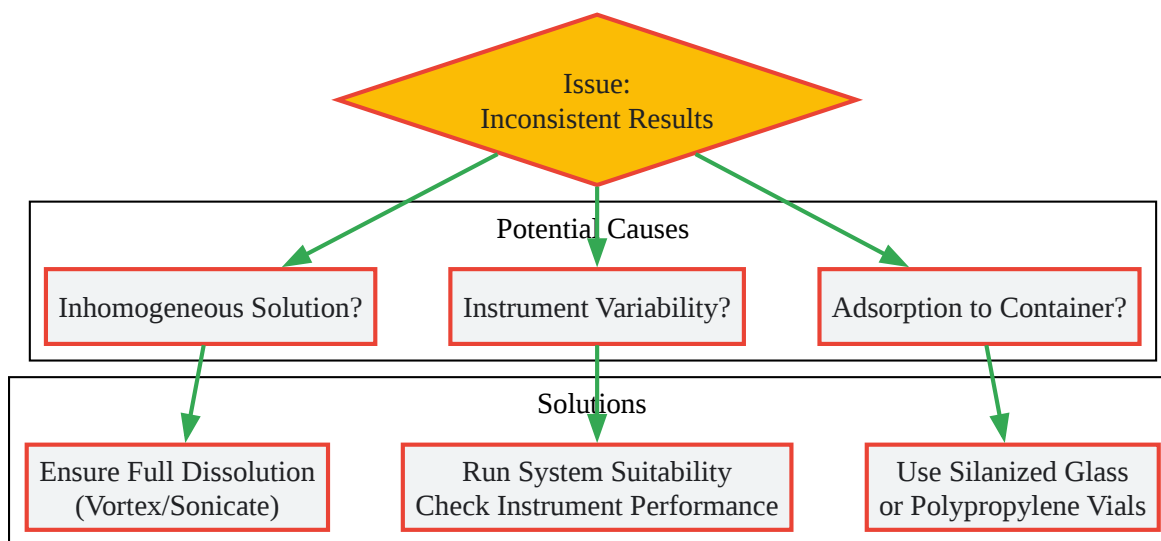 Issue:
Inconsistent Results
Potential Causes
Inhomogeneous Solution?
Instrument Variability?
Adsorption to Container?
Solutions
Ensure Full Dissolution
(Vortex/Sonicate)
Run System Suitability
Check Instrument Performance
Use Silanized Glass
or Polypropylene Vials